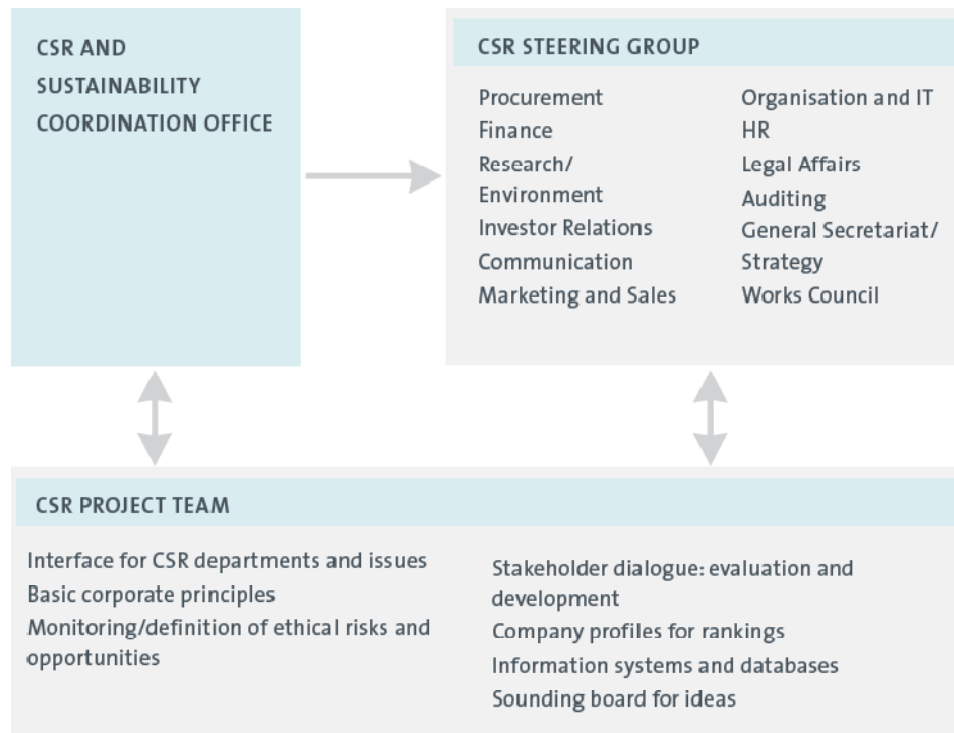 CSR AND
SUSTAINABILITY
COORDINATION OFFICE
CSR STEERING GROUP
Procurement
Finance
Research/
Environment
Investor Relations
Communication
Marketing and Sales
Organisation and IT
HR
Legal Affairs
Auditing
General Secretariat/
Strategy
Works Council
CSR PROJECT TEAM
Interface for CSR departments and issues
Basic corporate principles
Monitoring/definition of ethical risks and
opportunities
Stakeholder dialogue: evaluation and
development
Company profiles for rankings
Information systems and databases
Sounding board for ideas